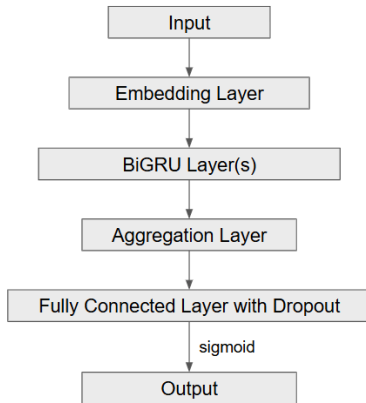 Input
Embedding Layer
BiGRU Layer(s)
Aggregation Layer
Fully Connected Layer with Dropout
sigmoid
Output